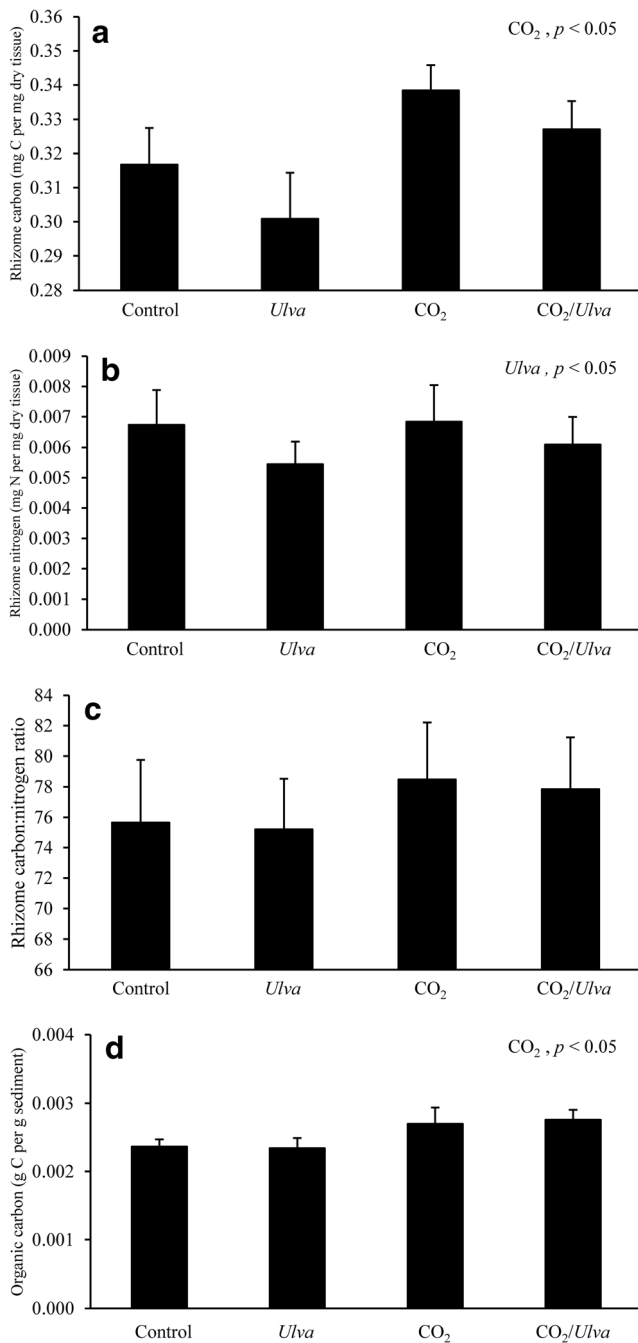 a
CO2 , p < 0.05
Rhizome carbon (mg C per mg dry tissue)
0.36
0.35
0.34
0.33
0.32
0.31
0.30
0.29
0.28
Control Ulva CO2 CO2/Ulva
b
Ulva , p < 0.05
Rhizome nitrogen (mg N per mg dry tissue)
0.009
0.008
0.007
0.006
0.005
0.004
0.003
0.002
0.001
0.000
Control Ulva CO2 CO2/Ulva
c
Rhizome carbon:nitrogen ratio
84
82
80
78
76
74
72
70
68
66
Control Ulva CO2 CO2/Ulva
d
CO2 , p < 0.05
Organic carbon (g C per g sediment)
0.004
0.003
0.002
0.001
0.000
Control Ulva CO2 CO2/Ulva